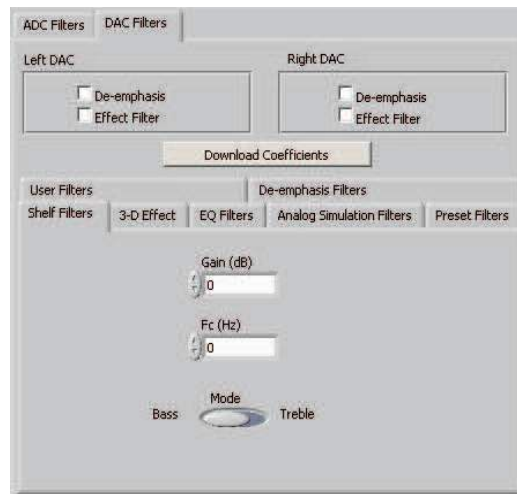 ADC Filters DAC Filters
Left DAC Right DAC
De-emphasis De-emphasis
Effect Filter Effect Filter
Download Coefficients
User Filters De-emphasis Filters
Shelf Filters 3-D Effect EQ Filters Analog Simulation Filters Preset Filters
Gain (dB)
0
Fc (Hz)
0
Mode
Bass Treble